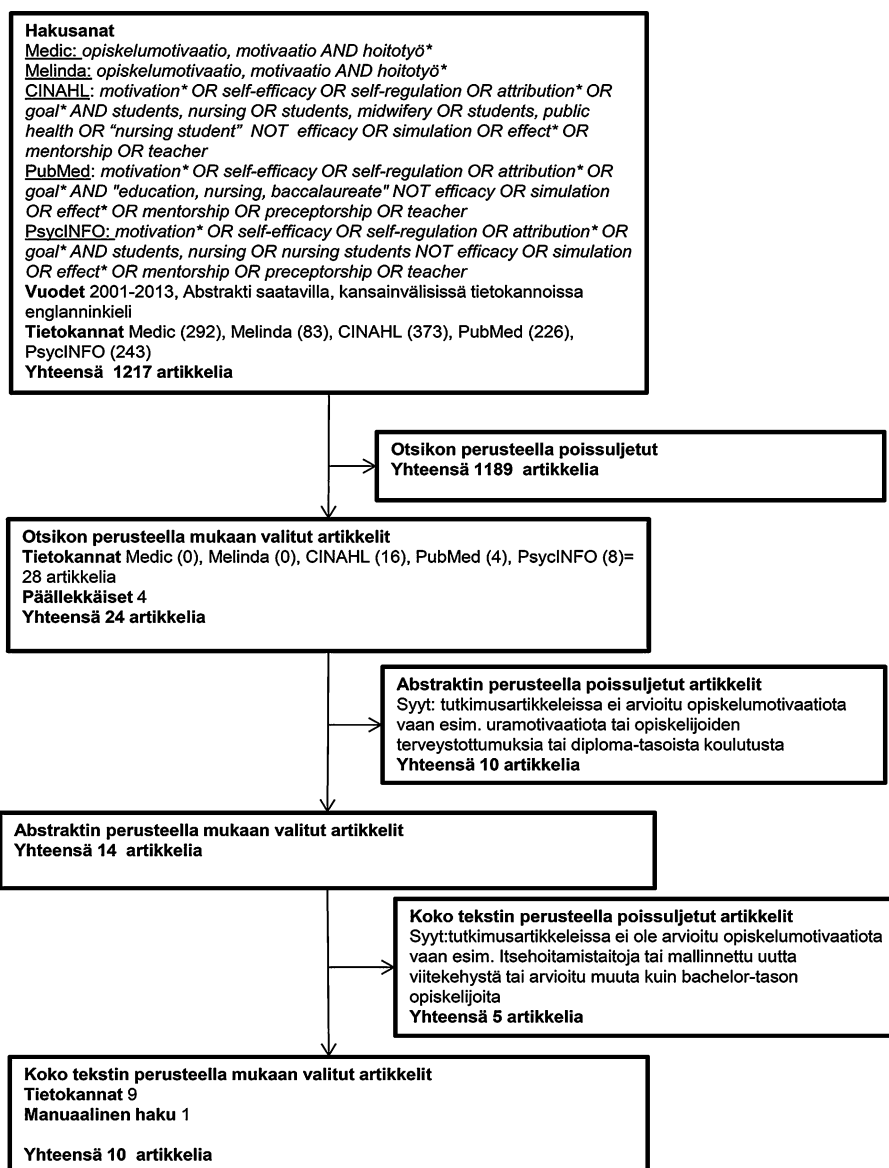 Hakusanat
Medic: opiskelumotivaatio, motivaatio AND hoitotyö*
Melinda: opiskelumotivaatio, motivaatio AND hoitotyö*
CINAHL: motivation* OR self-efficacy OR self-regulation OR attribution* OR
goal* AND students, nursing OR students, midwifery OR students, public
health OR “nursing student” NOT efficacy OR simulation OR effect* OR
mentorship OR teacher
PubMed: motivation* OR self-efficacy OR self-regulation OR attribution* OR
goal* AND "education, nursing, baccalaureate" NOT efficacy OR simulation
OR effect* OR mentorship OR preceptorship OR teacher
PsycINFO: motivation* OR self-efficacy OR self-regulation OR attribution* OR
goal* AND students, nursing OR nursing students NOT efficacy OR simulation
OR effect* OR mentorship OR preceptorship OR teacher
Vuodet 2001-2013, Abstrakti saatavilla, kansainvälisissä tietokannoissa
englanninkieli
Tietokannat Medic (292), Melinda (83), CINAHL (373), PubMed (226),
PsycINFO (243)
Yhteensä 1217 artikkelia
Otsikon perusteella poissuljetut
Yhteensä 1189 artikkelia
Otsikon perusteella mukaan valitut artikkelit
Tietokannat Medic (0), Melinda (0), CINAHL (16), PubMed (4), PsycINFO (8)=
28 artikkelia
Päällekkäiset 4
Yhteensä 24 artikkelia
Abstraktin perusteella poissuljetut artikkelit
Syyt: tutkimusartikkeleissa ei arvioitu opiskelumotivaatiota
vaan esim. uramotivaatiota tai opiskelijoiden
terveystottumuksia tai diploma-tasoista koulutusta
Yhteensä 10 artikkelia
Abstraktin perusteella mukaan valitut artikkelit
Yhteensä 14 artikkelia
Koko tekstin perusteella poissuljetut artikkelit
Syyt:tutkimusartikkeleissa ei ole arvioitu opiskelumotivaatiota
vaan esim. Itsehoitamistaitoja tai mallinnettu uutta
viitekehystä tai arvioitu muuta kuin bachelor-tason
opiskelijoita
Yhteensä 5 artikkelia
Koko tekstin perusteella mukaan valitut artikkelit
Tietokannat 9
Manuaalinen haku 1
Yhteensä 10 artikkelia